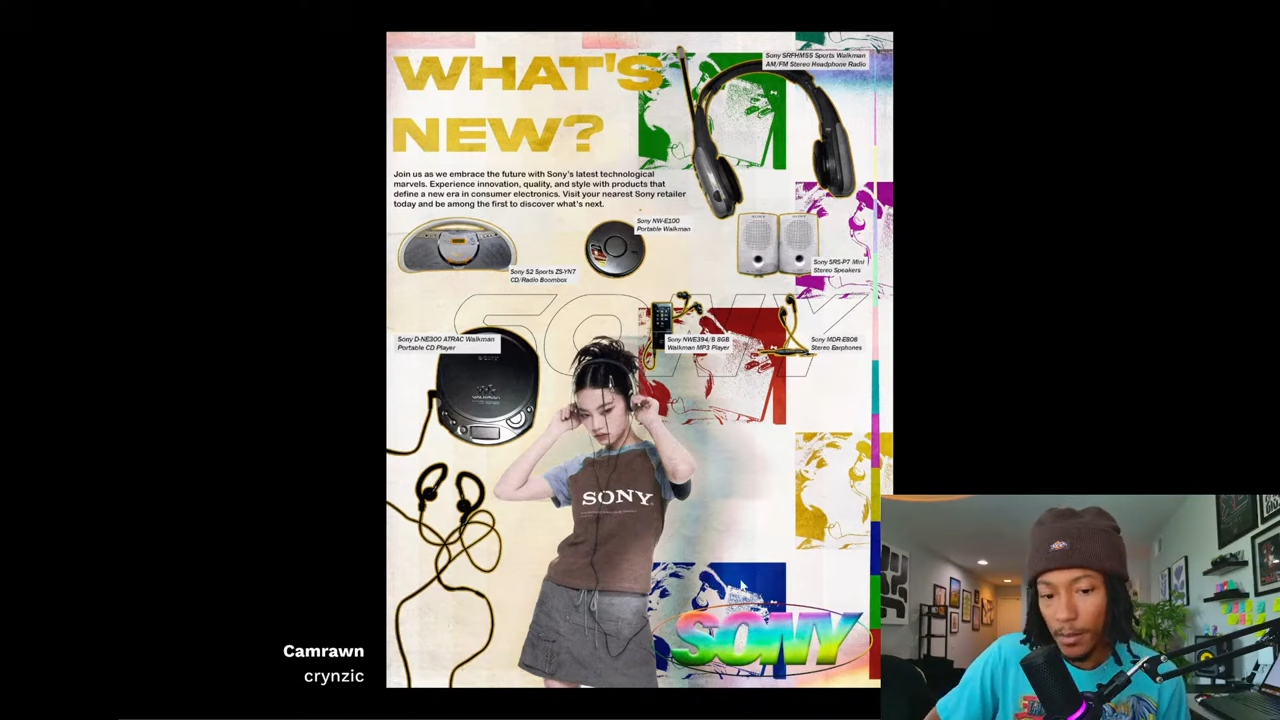 WHAT'S
NEW?
Join us as we embrace the future with Sony's latest technological
marvels. Experience innovation, quality, and style with products that
define a new era in consumer electronics. Visit your nearest Sony retailer
today and be among the first to discover what's next.
Sony SRFHM55 Sports Walkman
AM/FM Stereo Headphone Radio
Sony NW-E100
Portable Walkman
Sony S2 Sports ZS-YN7
CD/Radio Boombox
Sony SRS-P7 Mini
Stereo Speakers
SONY
Sony D-NE300 ATRAC Walkman
Portable CD Player
Sony NWE394/B 8GB
Walkman MP3 Player
Sony MDR-E808
Stereo Earphones
SONY
WALKMAN
SONY
SONY
Camrawn
crynzic